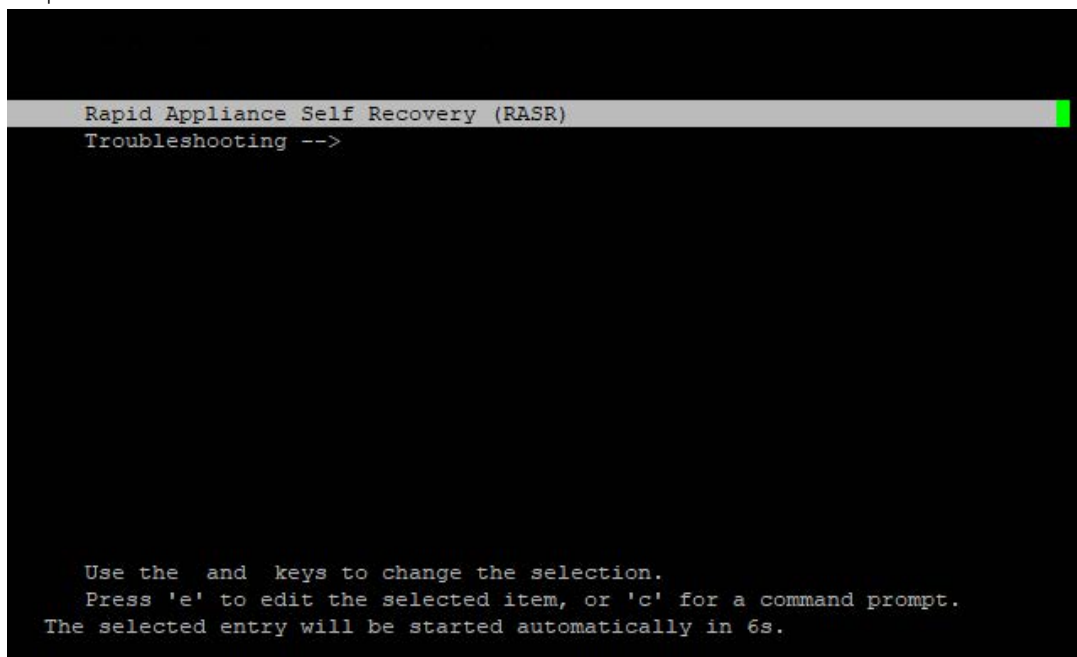 Rapid Appliance Self Recovery (RASR)
Troubleshooting -->
Use the  and  keys to change the selection.
Press 'e' to edit the selected item, or 'c' for a command prompt.
The selected entry will be started automatically in 6s.